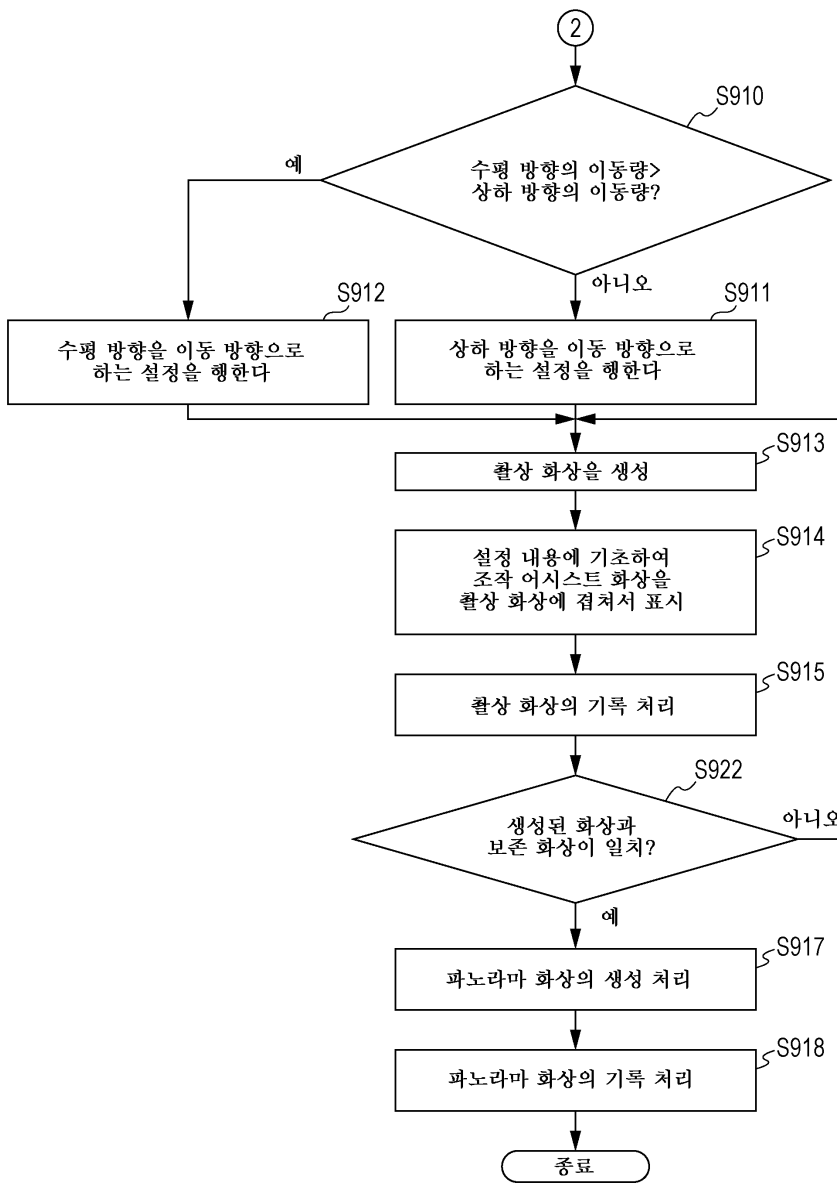 2
S910
수평 방향의 이동량>
상하 방향의 이동량?
예
아니오
S912
수평 방향을 이동 방향으로
하는 설정을 행한다
S911
상하 방향을 이동 방향으로
하는 설정을 행한다
S913
촬상 화상을 생성
S914
설정 내용에 기초하여
조작 어시스트 화상을
촬상 화상에 겹쳐서 표시
S915
촬상 화상의 기록 처리
S922
생성된 화상과
보존 화상이 일치?
아니오
예
S917
파노라마 화상의 생성 처리
S918
파노라마 화상의 기록 처리
종료